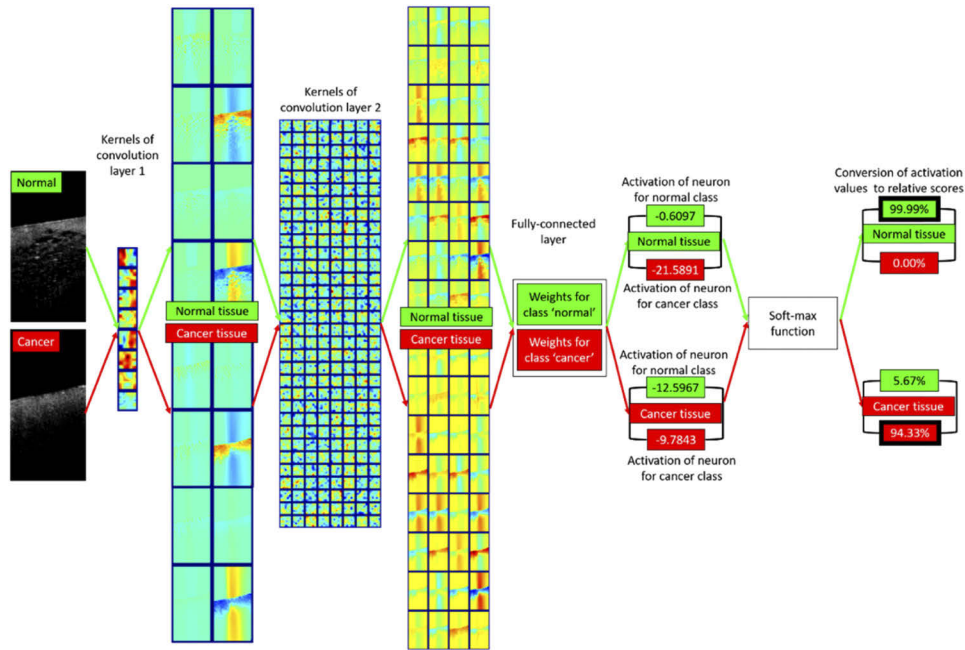 Normal
Cancer
Kernels of
convolution
layer 1
Normal tissue
Cancer tissue
Kernels of
convolution layer 2
Normal tissue
Cancer tissue
Fully-connected
layer
Weights for
class 'normal'
Weights for
class 'cancer'
Activation of neuron
for normal class
-0.6097
Normal tissue
-21.5891
Activation of neuron
for cancer class
Activation of neuron
for normal class
-12.5967
Cancer tissue
-9.7843
Activation of neuron
for cancer class
Soft-max
function
Conversion of activation
values to relative scores
99.99%
Normal tissue
0.00%
5.67%
Cancer tissue
94.33%